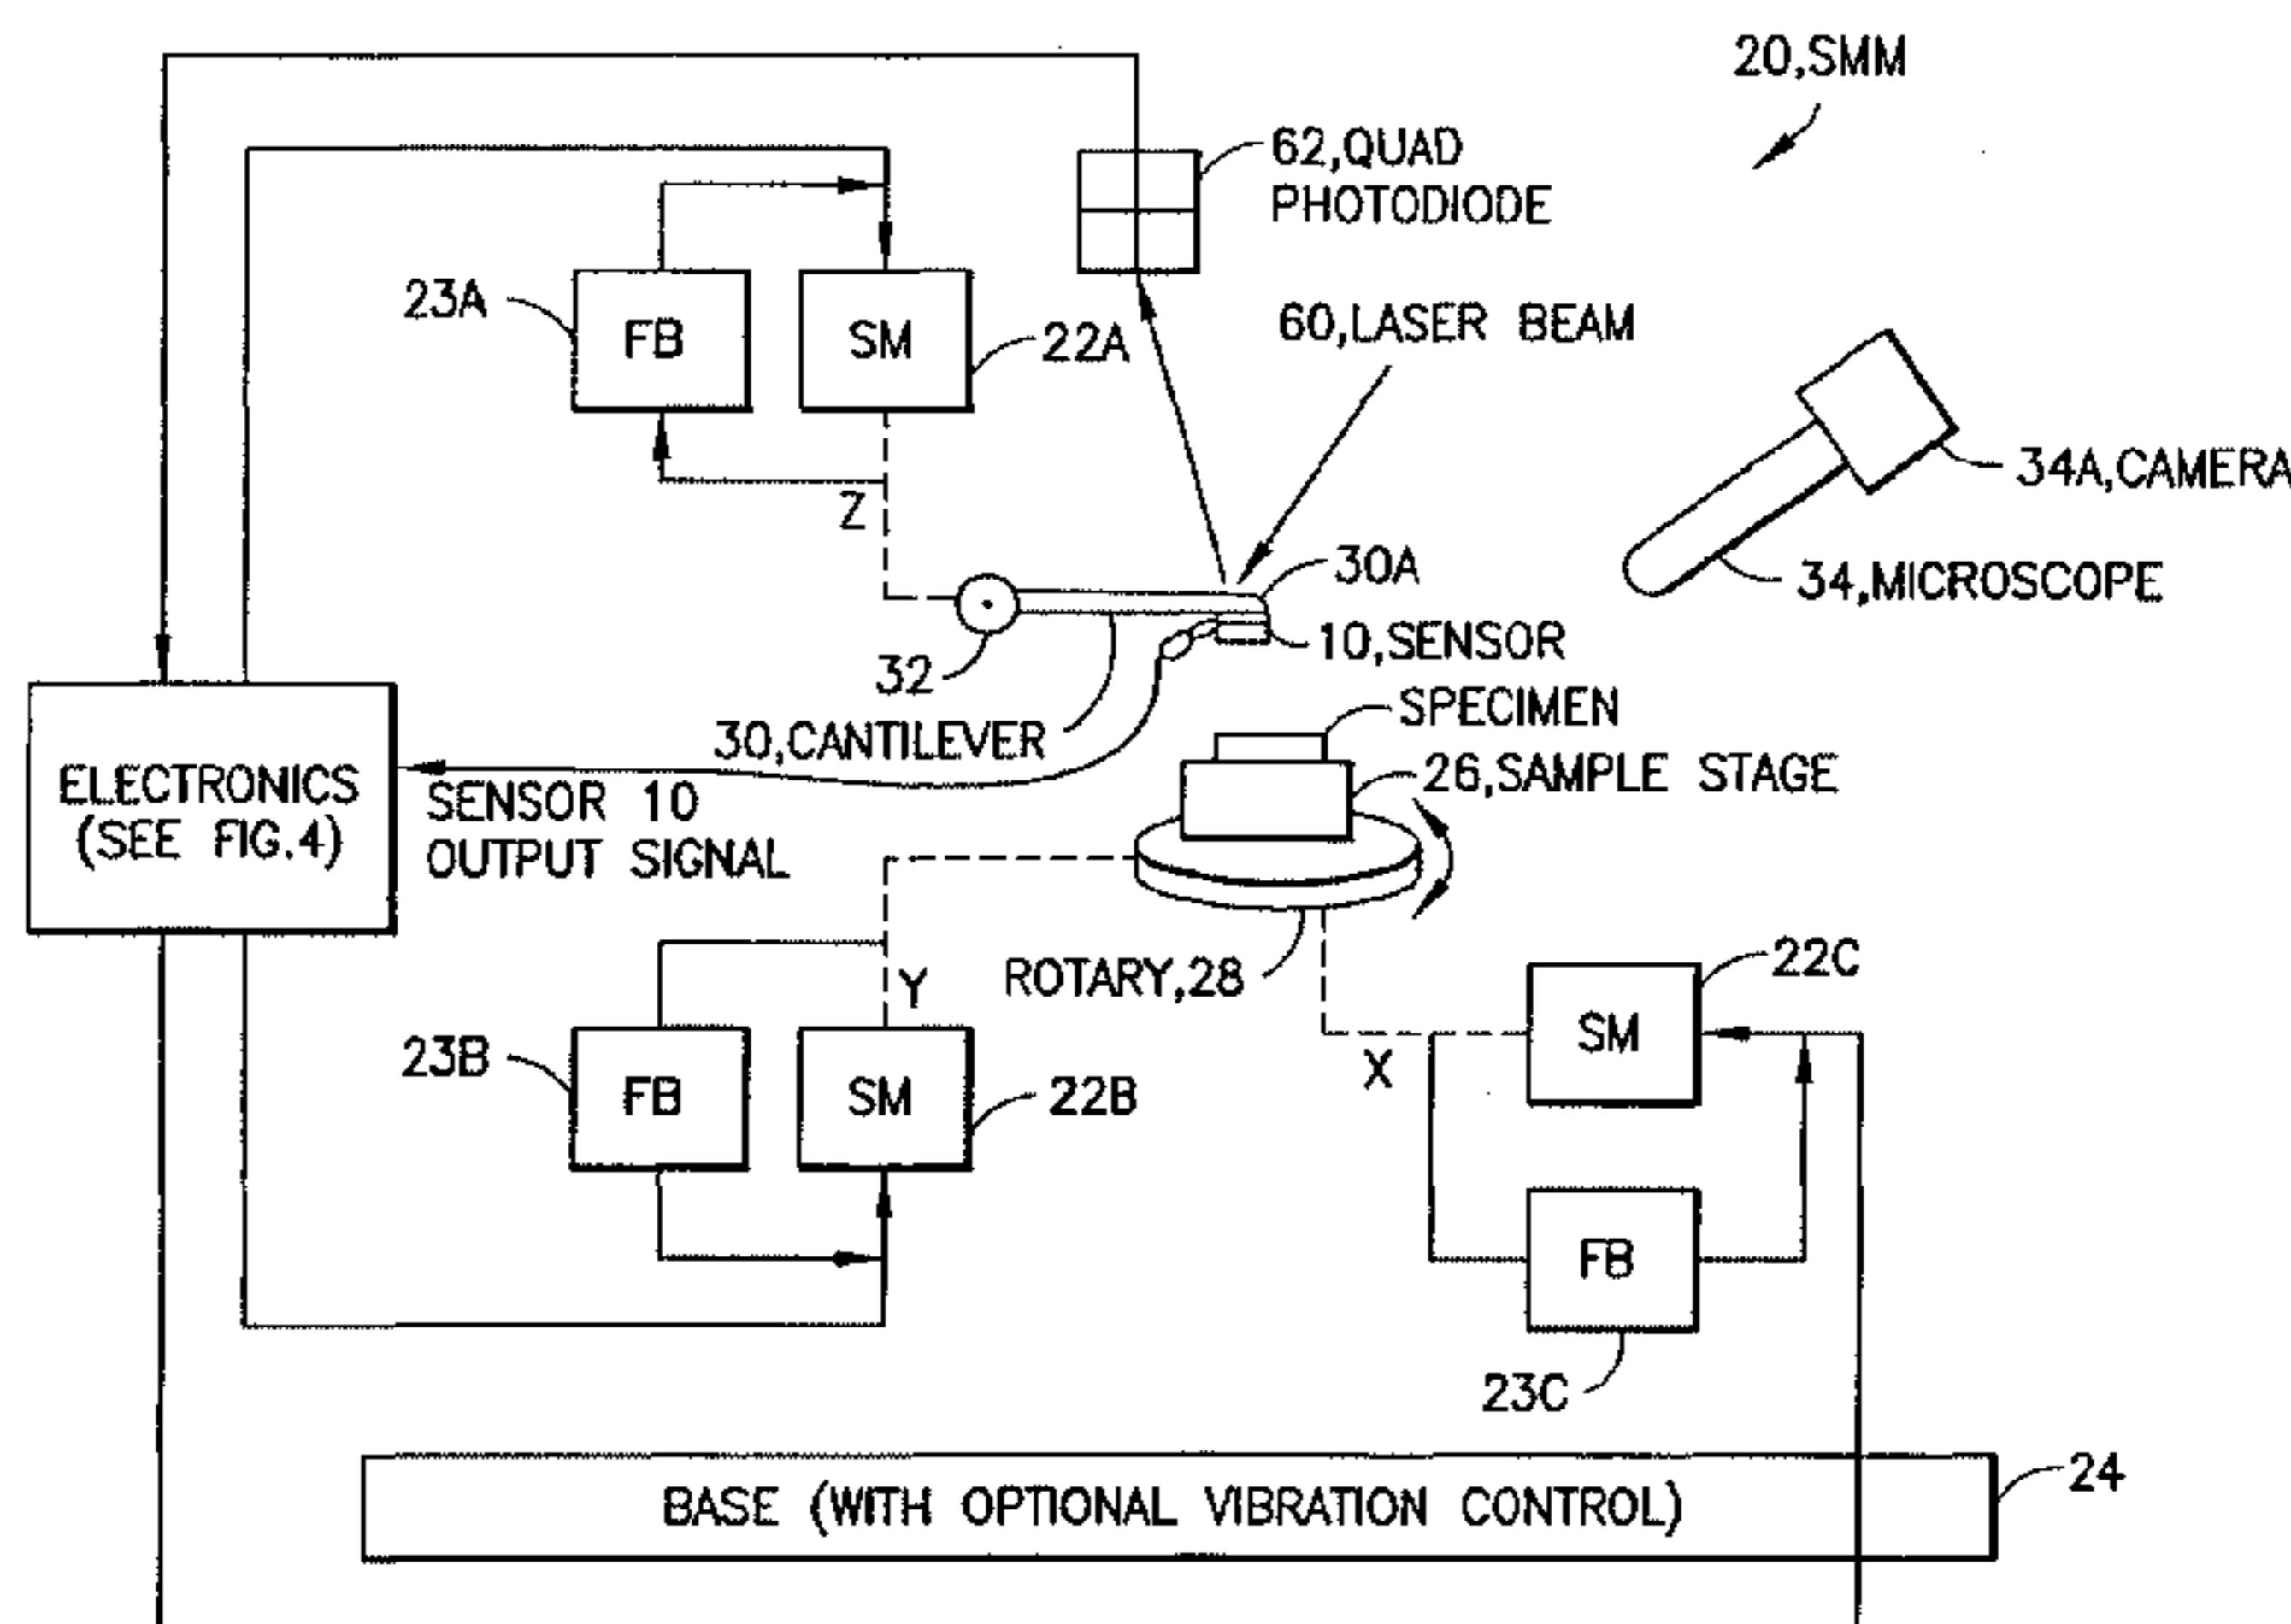 20,SMM
62,QUAD
PHOTODIODE
23A
FB
SM
22A
60,LASER BEAM
34A,CAMERA
Z
30A
34,MICROSCOPE
32
10,SENSOR
30,CANTILEVER
SPECIMEN
26,SAMPLE STAGE
ELECTRONICS
(SEE FIG.4)
SENSOR 10
OUTPUT SIGNAL
Y
ROTARY,28
22C
SM
23B
FB
SM
22B
X
FB
23C
BASE (WITH OPTIONAL VIBRATION CONTROL)
24